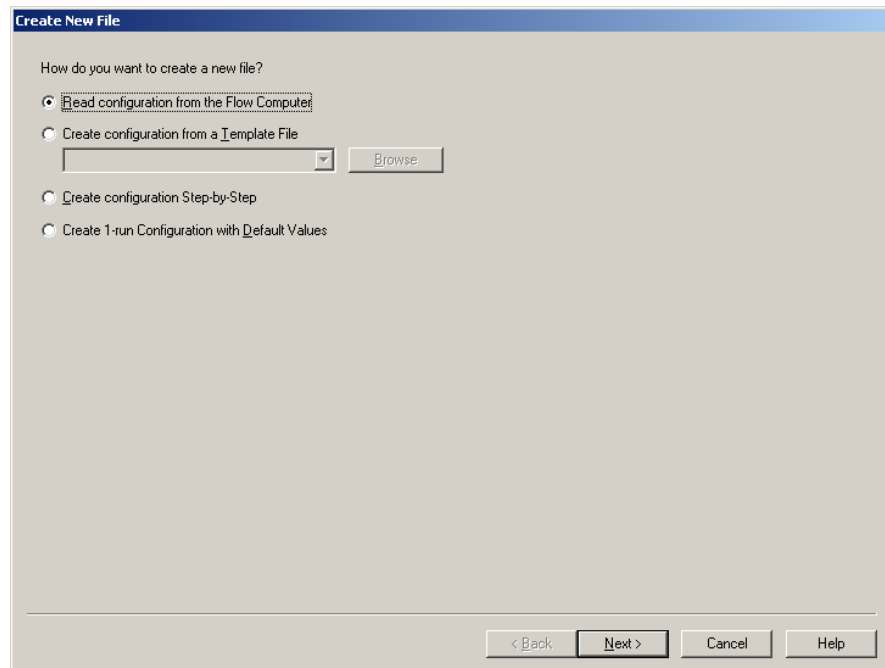 Create New File
How do you want to create a new file?
Read configuration from the Flow Computer
Create configuration from a Template File
Browse
Create configuration Step-by-Step
Create 1-run Configuration with Default Values
< Back Next > Cancel Help